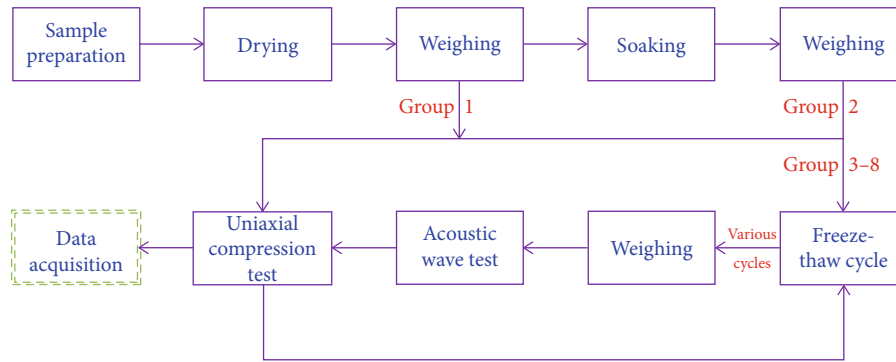 Sample
preparation
Drying
Weighing
Soaking
Weighing
Group 1
Group 2
Group 3–8
Data
acquisition
Uniaxial
compression
test
Acoustic
wave test
Weighing
Various
cycles
Freeze-
thaw cycle